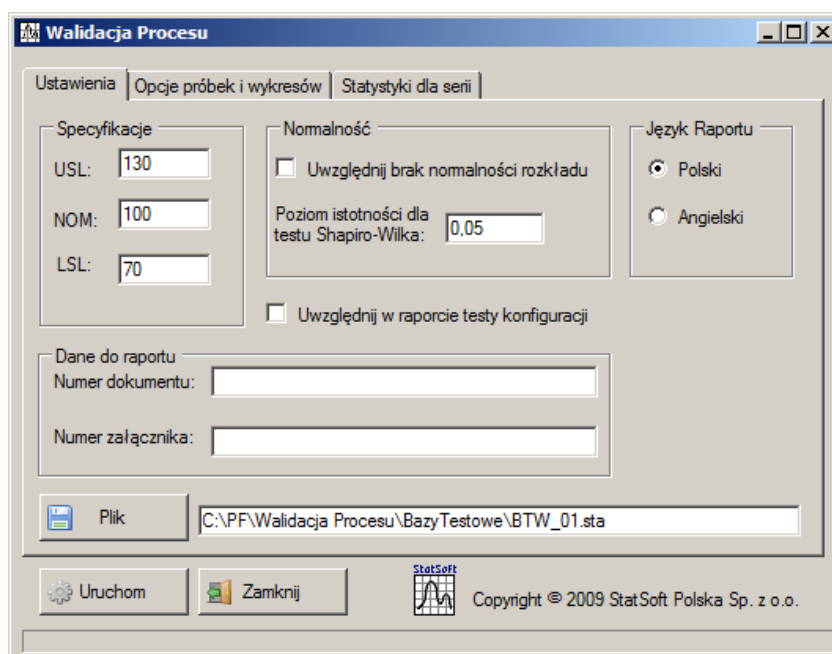 Walidacja Procesu
Ustawienia
Opcje próbek i wykresów
Statystyki dla serii
Specyfikacje
USL: 130
NOM: 100
LSL: 70
Normalność
Uwzględnij brak normalności rozkładu
Poziom istotności dla
testu Shapiro-Wilka: 0,05
Język Raportu
Polski
Angielski
Uwzględnij w raporcie testy konfiguracji
Dane do raportu
Numer dokumentu:
Numer załącznika:
Plik
C:\PF\Walidacja Procesu\BazyTestowe\BTW_01.sta
Uruchom
Zamknij
StatSoft
Copyright © 2009 StatSoft Polska Sp. z o.o.